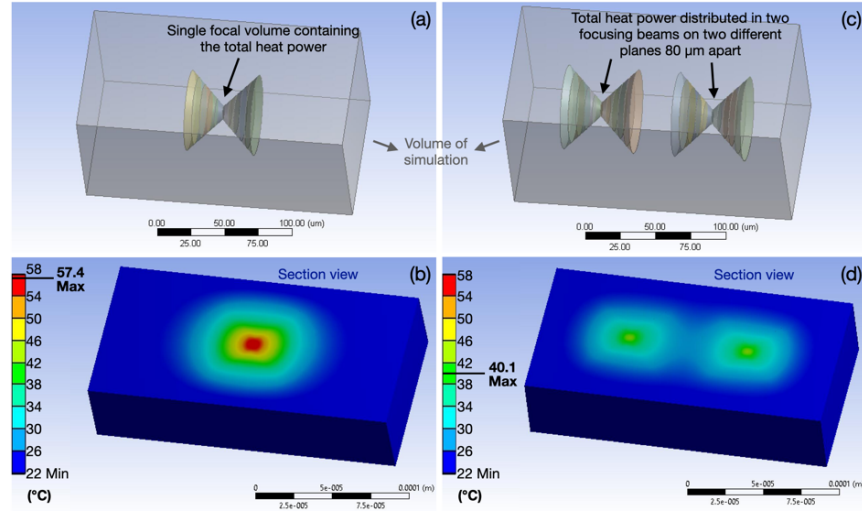 (a)
Single focal volume containing
the total heat power
0.00
50.00
100.00 (um)
25.00
75.00
Volume of
simulation
(c)
Total heat power distributed in two
focusing beams on two different
planes 80 µm apart
0.00
50.00
100.00 (um)
25.00
75.00
(b)
Section view
58
57.4
Max
54
50
46
42
38
34
30
26
22 Min
(°C)
0
5e-005
0.0001 (m)
2.5e-005
7.5e-005
(d)
Section view
58
54
50
46
42
40.1
Max
38
34
30
26
22 Min
(°C)
0
5e-005
0.0001 (m)
2.5e-005
7.5e-005